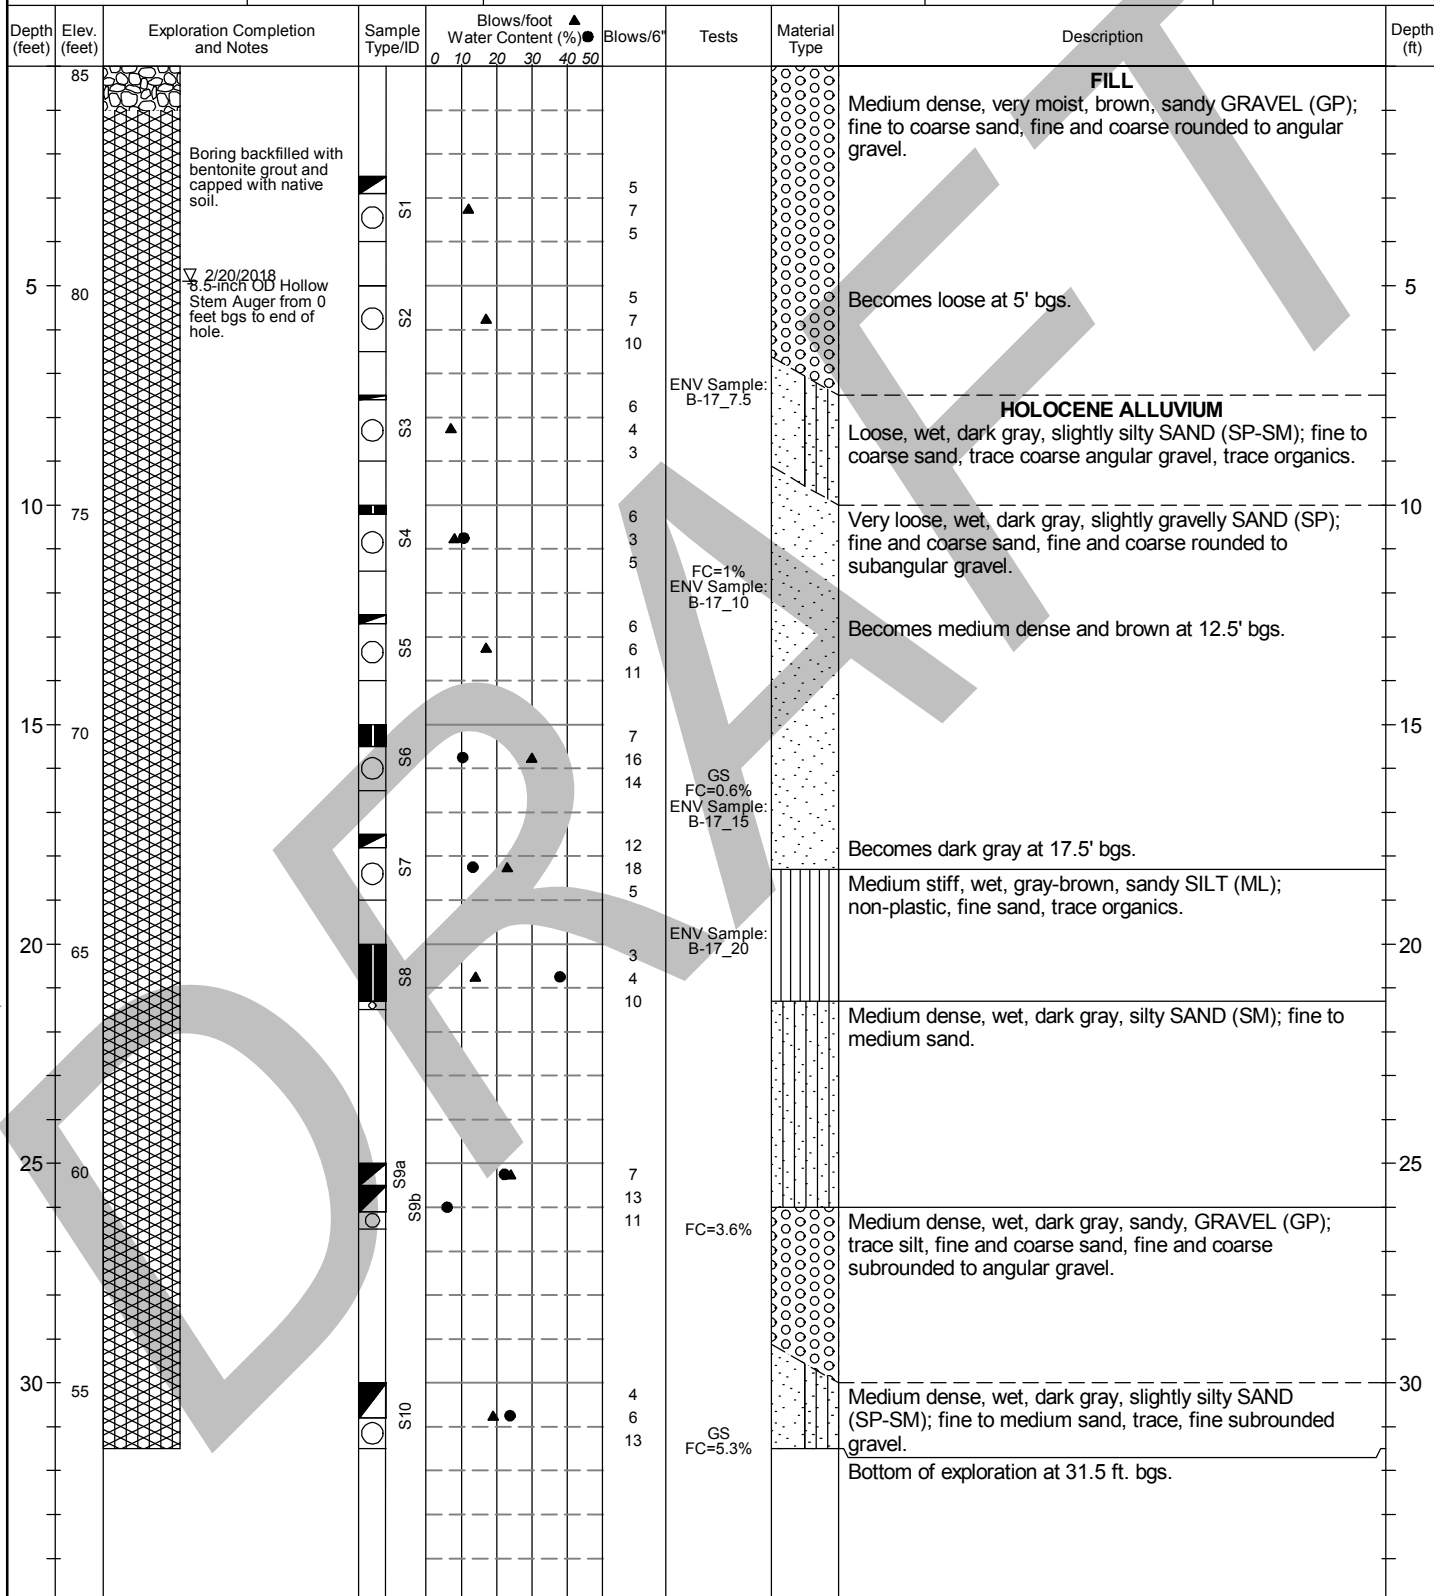 Depth (feet)
Elev. (feet)
Exploration Completion and Notes
Sample Type/ID
Blows/foot ▲
Water Content (%) ●
0 10 20 30 40 50
Blows/6"
Tests
Material Type
Description
Depth (ft)
85
FILL
Medium dense, very moist, brown, sandy GRAVEL (GP);
fine to coarse sand, fine and coarse rounded to angular
gravel.
Boring backfilled with
bentonite grout and
capped with native
soil.
S1
5
7
5
2/20/2018
8.5-inch OD Hollow
Stem Auger from 0
feet bgs to end of
hole.
5
80
S2
5
7
10
Becomes loose at 5' bgs.
5
ENV Sample:
B-17_7.5
S3
6
4
3
HOLOCENE ALLUVIUM
Loose, wet, dark gray, slightly silty SAND (SP-SM); fine to
coarse sand, trace coarse angular gravel, trace organics.
10
75
S4
6
3
5
FC=1%
ENV Sample:
B-17_10
Very loose, wet, dark gray, slightly gravelly SAND (SP);
fine and coarse sand, fine and coarse rounded to
subangular gravel.
10
S5
6
6
11
Becomes medium dense and brown at 12.5' bgs.
15
70
S6
7
16
14
GS
FC=0.6%
ENV Sample:
B-17_15
15
S7
12
18
5
Becomes dark gray at 17.5' bgs.
Medium stiff, wet, gray-brown, sandy SILT (ML);
non-plastic, fine sand, trace organics.
20
65
S8
3
4
10
ENV Sample:
B-17_20
20
Medium dense, wet, dark gray, silty SAND (SM); fine to
medium sand.
25
60
S9a
S9b
7
13
11
FC=3.6%
25
Medium dense, wet, dark gray, sandy, GRAVEL (GP);
trace silt, fine and coarse sand, fine and coarse
subrounded to angular gravel.
30
55
S10
4
6
13
GS
FC=5.3%
Medium dense, wet, dark gray, slightly silty SAND
(SP-SM); fine to medium sand, trace, fine subrounded
gravel.
30
Bottom of exploration at 31.5 ft. bgs.
DRAFT